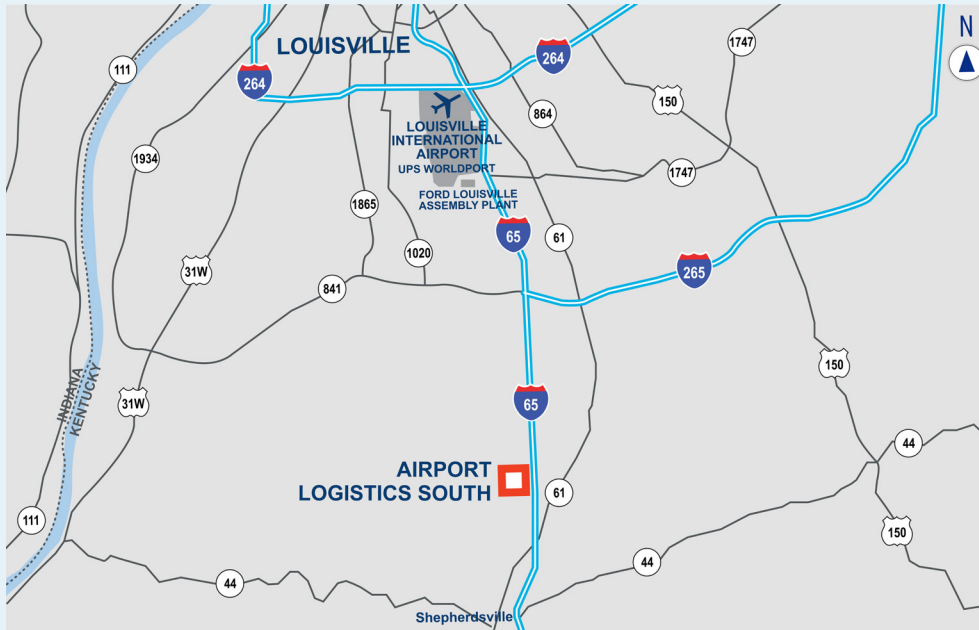 N
LOUISVILLE
111
264
264
1747
150
864
LOUISVILLE
INTERNATIONAL
AIRPORT
UPS WORLDPORT
1934
1747
FORD LOUISVILLE
ASSEMBLY PLANT
1865
65
61
1020
31W
265
841
150
INDIANA
KENTUCKY
31W
65
44
AIRPORT
LOGISTICS SOUTH
61
111
150
44
44
Shepherdsville